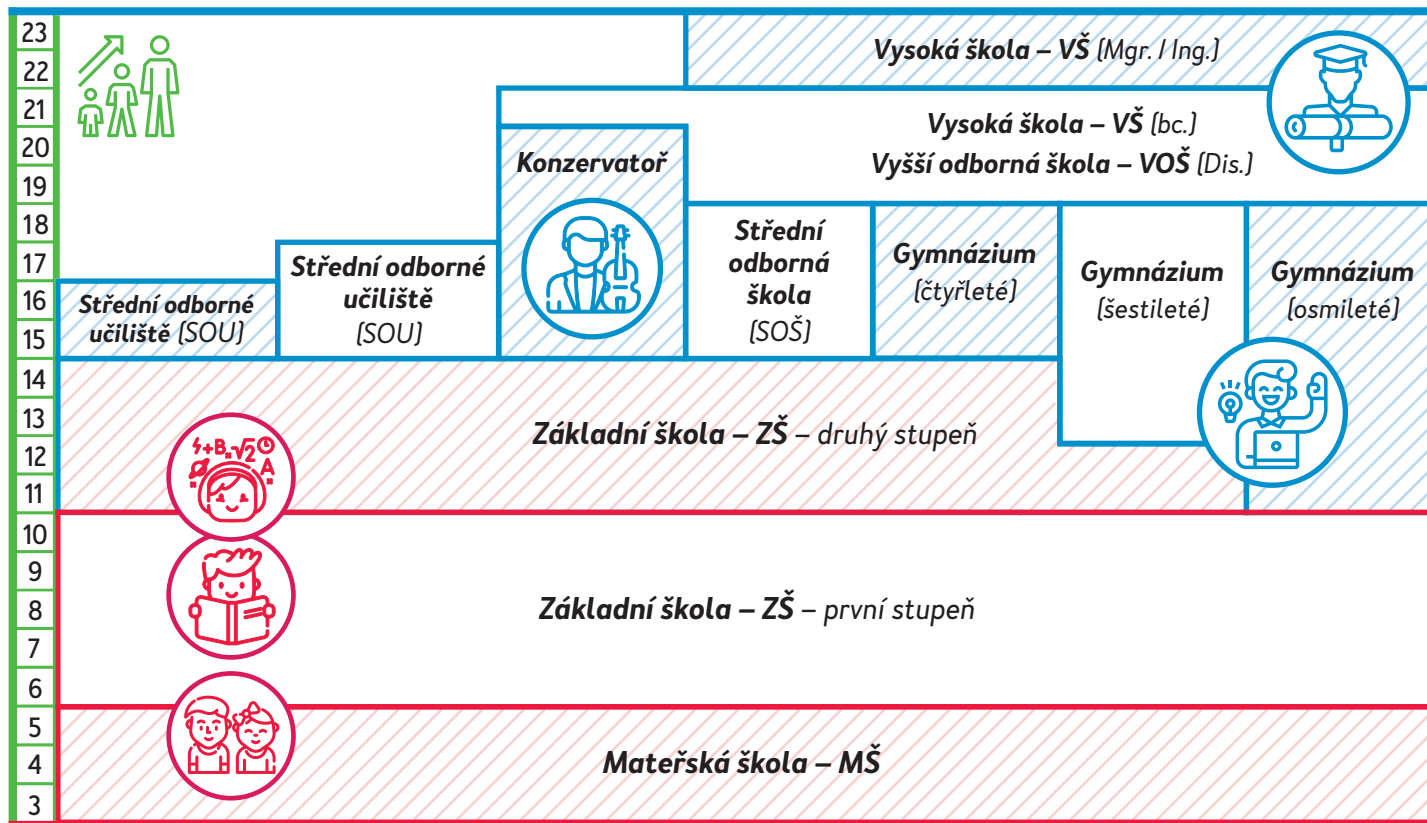 23
Vysoká škola – VŠ (Mgr. / Ing.)
22
21
Vysoká škola – VŠ (bc.)
20
Konzervatoř
Vyšší odborná škola – VOŠ (Dis.)
19
18
Střední
odborná
škola
(SOŠ)
Gymnázium
(čtyřleté)
Gymnázium
(šestileté)
Gymnázium
(osmileté)
17
Střední odborné
učiliště
(SOU)
16
Střední odborné
učiliště (SOU)
15
14
13
Základní škola – ZŠ – druhý stupeň
4+B √2
A
12
11
10
9
8
Základní škola – ZŠ – první stupeň
7
6
5
4
Mateřská škola – MŠ
3